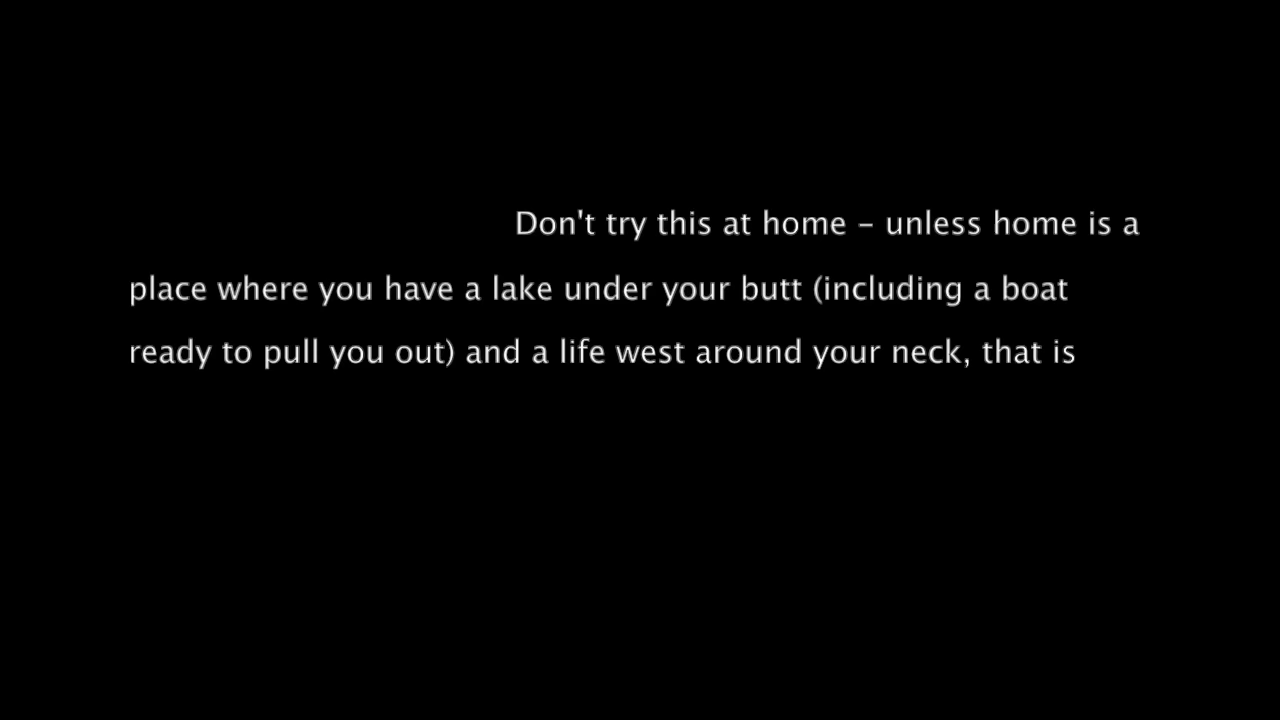 Don't try this at home – unless home is a
place where you have a lake under your butt (including a boat
ready to pull you out) and a life west around your neck, that is